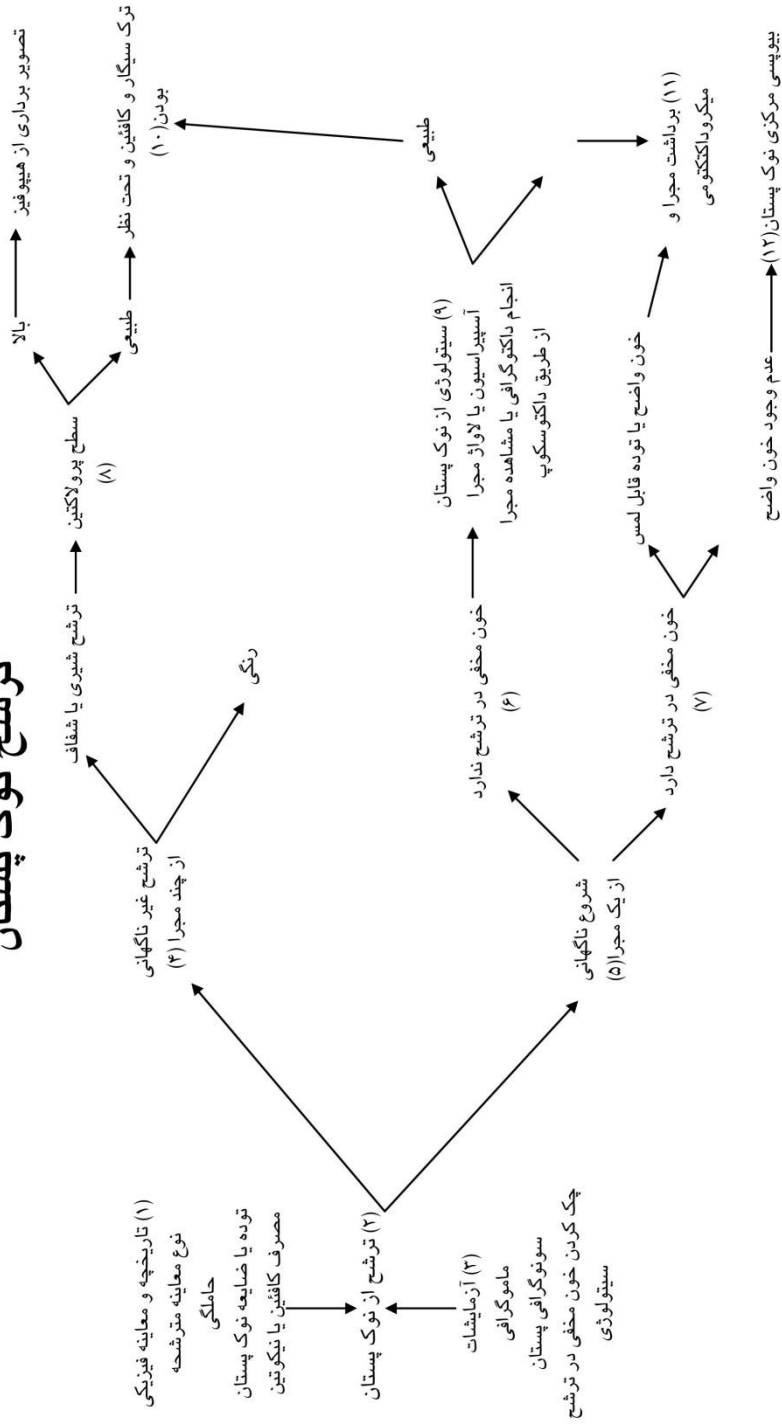 ترشح نوک پستان
(۱) تاریخچه و معاینه فیزیکی
نوع معاینه مترشحه
حاملگی
توده یا ضایعه نوک پستان
مصرف کافئین یا نیکوتین
(۲) ترشح از نوک پستان
(۳) آزمایشات
ماموگرافی
سونوگرافی پستان
چک کردن خون مخفی در ترشح
سیتولوژی
ترشح غیر ناگهانی
از چند مجرا (۴)
شروع ناگهانی
از یک مجرا(۵)
ترشح شیری یا شفاف
رنگی
خون مخفی در ترشح ندارد
(۶)
خون مخفی در ترشح دارد
(۷)
سطح پرولاکتین
(۸)
(۹) سیتولوژی از نوک پستان
آسپیراسیون یا لاواژ مجرا
انجام داکتوگرافی یا مشاهده مجرا
از طریق داکتوسکوپ
خون واضح یا توده قابل لمس
عدم وجود خون واضح
بالا
طبیعی
طبیعی
تصویر برداری از هیپوفیز
ترک سیگار و کافئین و تحت نظر
بودن(۱۰)
(۱۱) برداشت مجرا و
میکروداکتکتومی
بیوپسی مرکزی نوک پستان(۱۲)